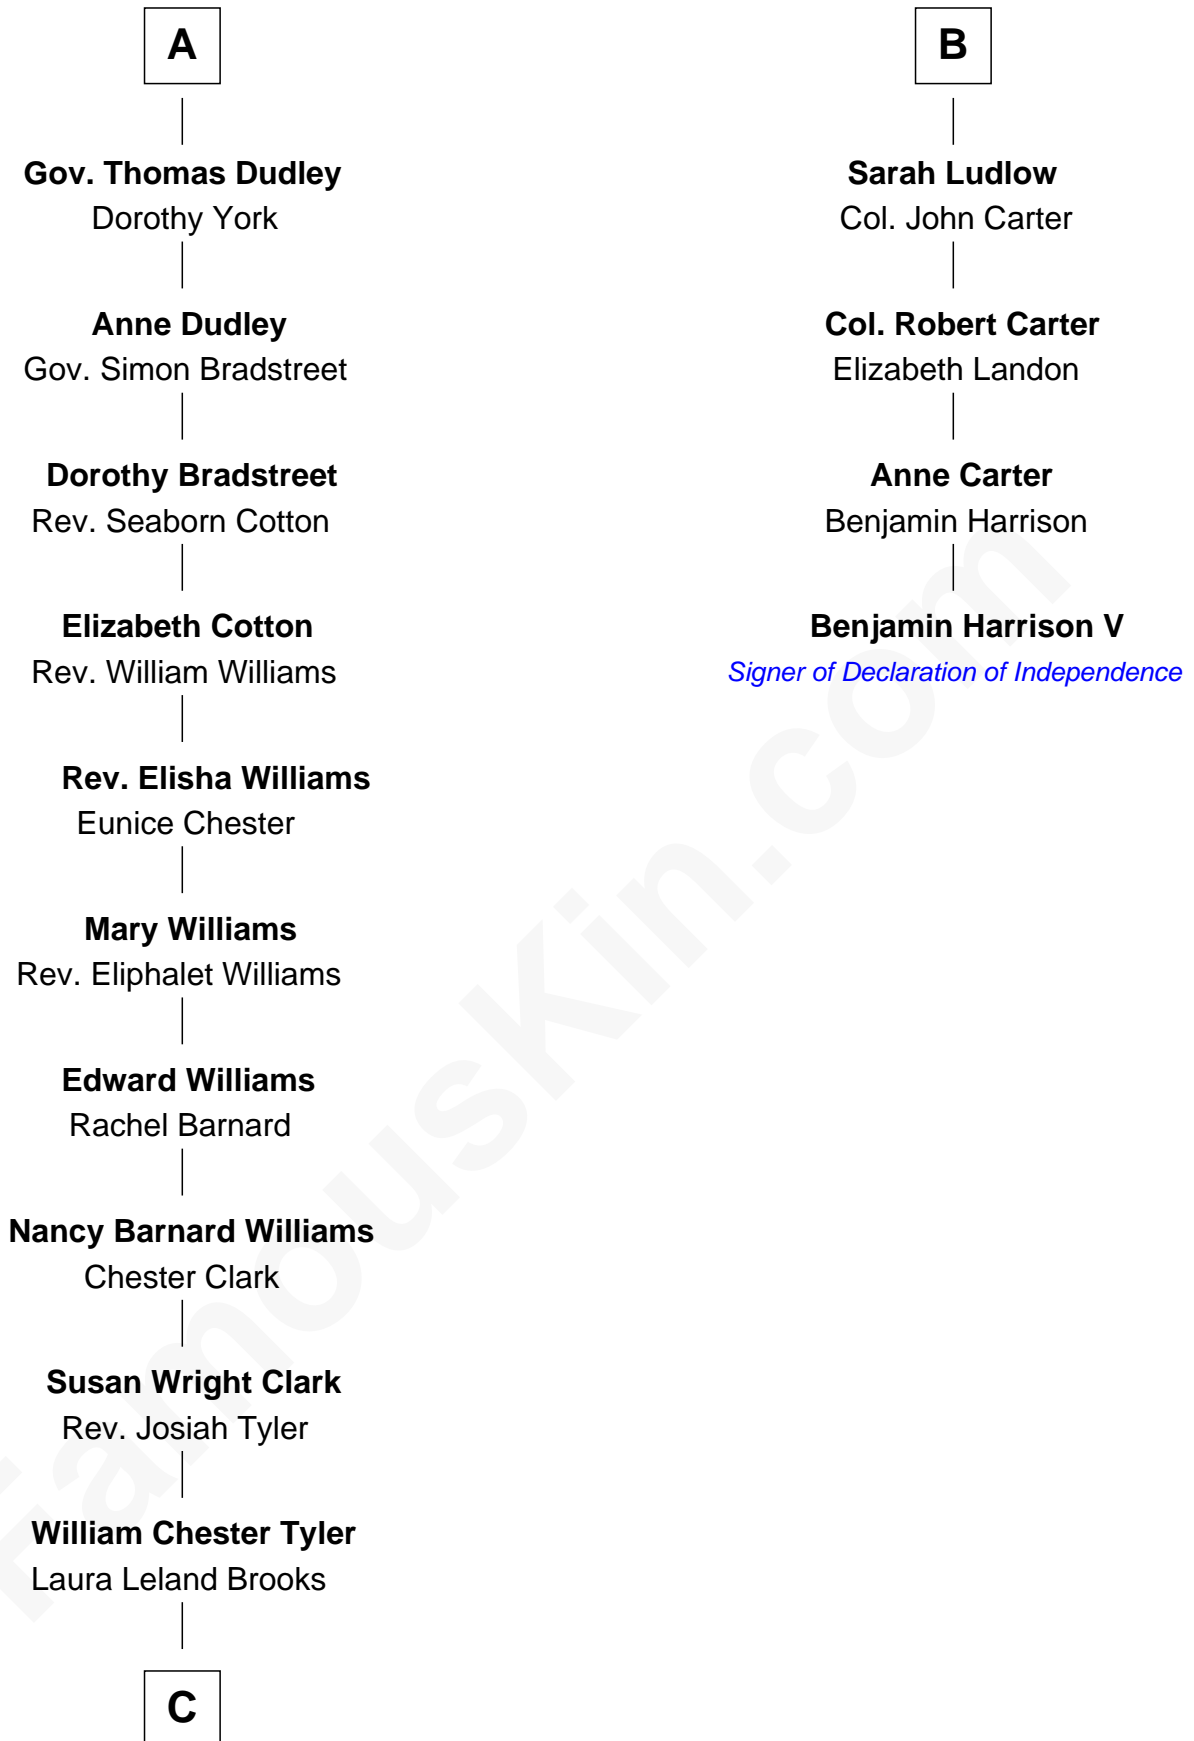 A
Gov. Thomas Dudley
Dorothy York
Anne Dudley
Gov. Simon Bradstreet
Dorothy Bradstreet
Rev. Seaborn Cotton
Elizabeth Cotton
Rev. William Williams
Rev. Elisha Williams
Eunice Chester
Mary Williams
Rev. Eliphalet Williams
Edward Williams
Rachel Barnard
Nancy Barnard Williams
Chester Clark
Susan Wright Clark
Rev. Josiah Tyler
William Chester Tyler
Laura Leland Brooks
C
B
Sarah Ludlow
Col. John Carter
Col. Robert Carter
Elizabeth Landon
Anne Carter
Benjamin Harrison
Benjamin Harrison V
Signer of Declaration of Independence
FamousKin.com